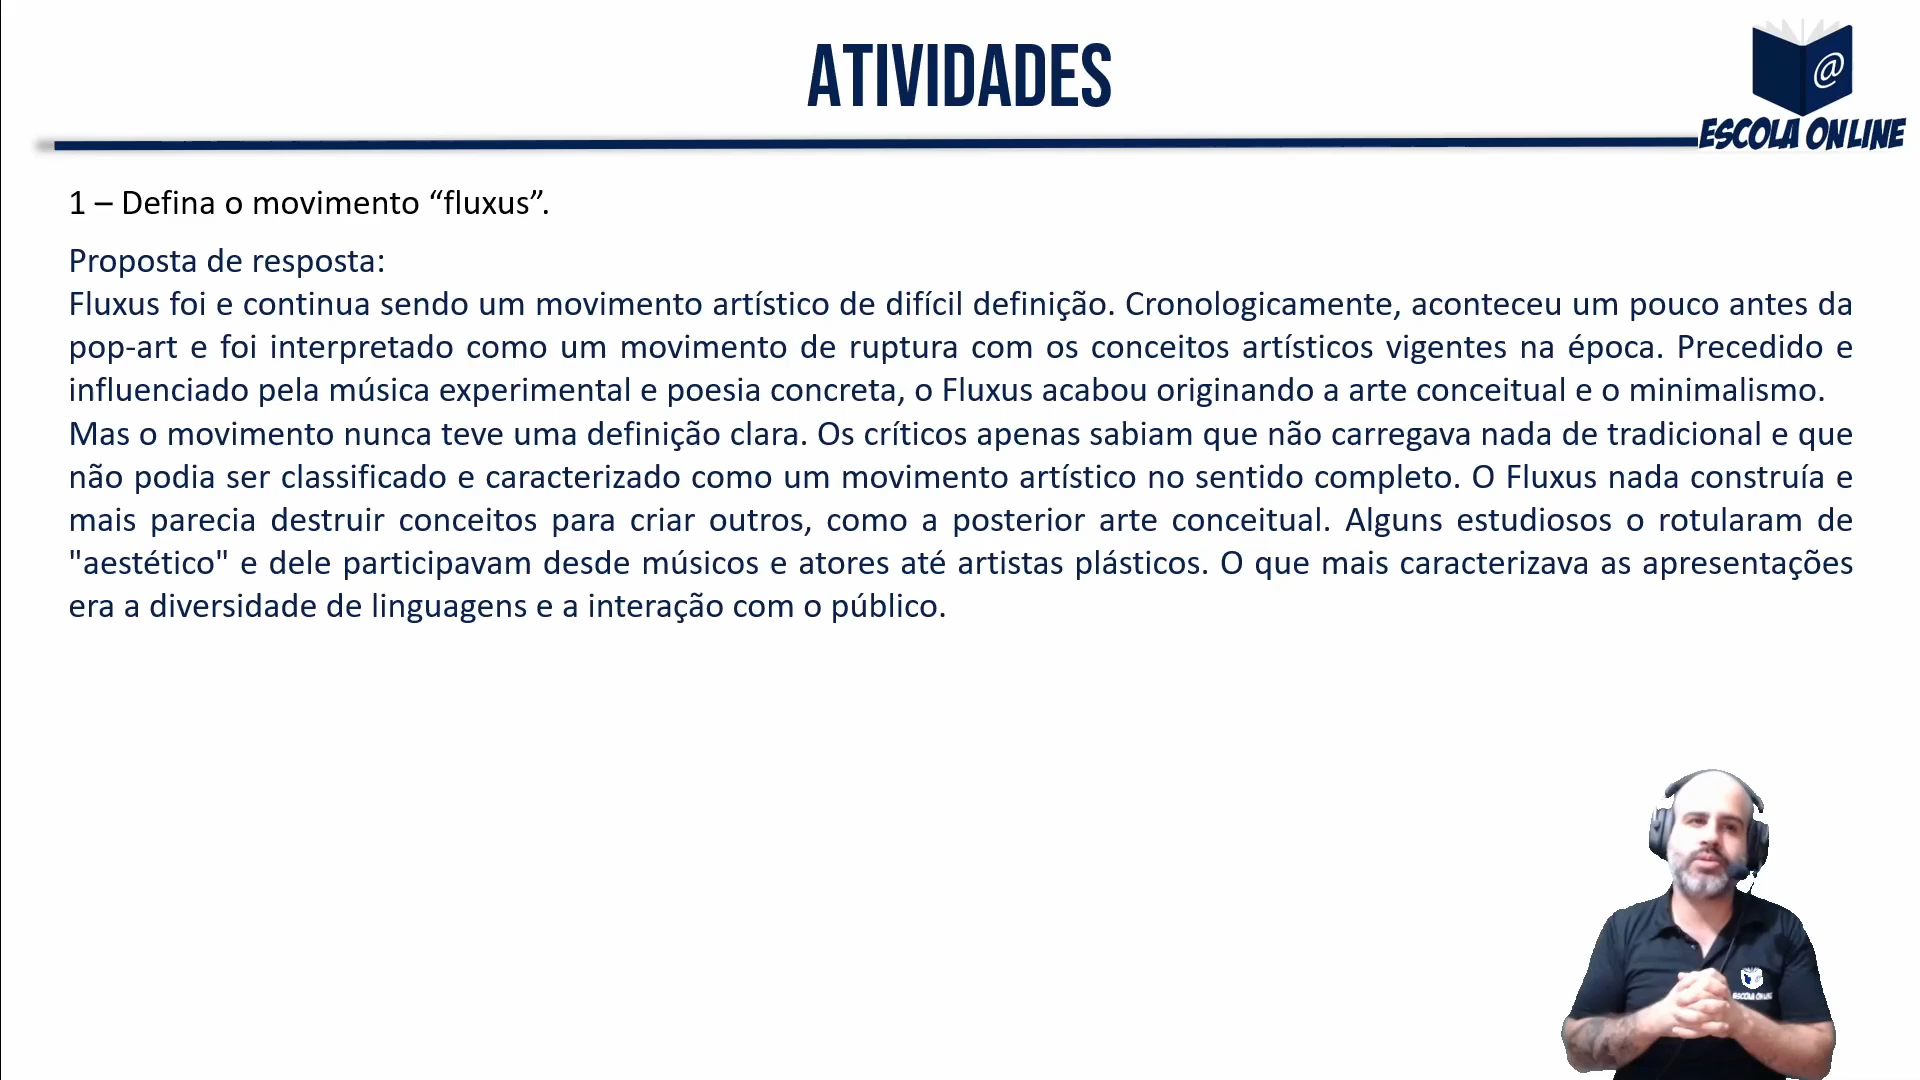 ATIVIDADES
@
ESCOLA ONLINE
1 – Defina o movimento “fluxus”.
Proposta de resposta:
Fluxus foi e continua sendo um movimento artístico de difícil definição. Cronologicamente, aconteceu um pouco antes da
pop-art e foi interpretado como um movimento de ruptura com os conceitos artísticos vigentes na época. Precedido e
influenciado pela música experimental e poesia concreta, o Fluxus acabou originando a arte conceitual e o minimalismo.
Mas o movimento nunca teve uma definição clara. Os críticos apenas sabiam que não carregava nada de tradicional e que
não podia ser classificado e caracterizado como um movimento artístico no sentido completo. O Fluxus nada construía e
mais parecia destruir conceitos para criar outros, como a posterior arte conceitual. Alguns estudiosos o rotularam de
"aestético" e dele participavam desde músicos e atores até artistas plásticos. O que mais caracterizava as apresentações
era a diversidade de linguagens e a interação com o público.
ESCOLA ONLINE